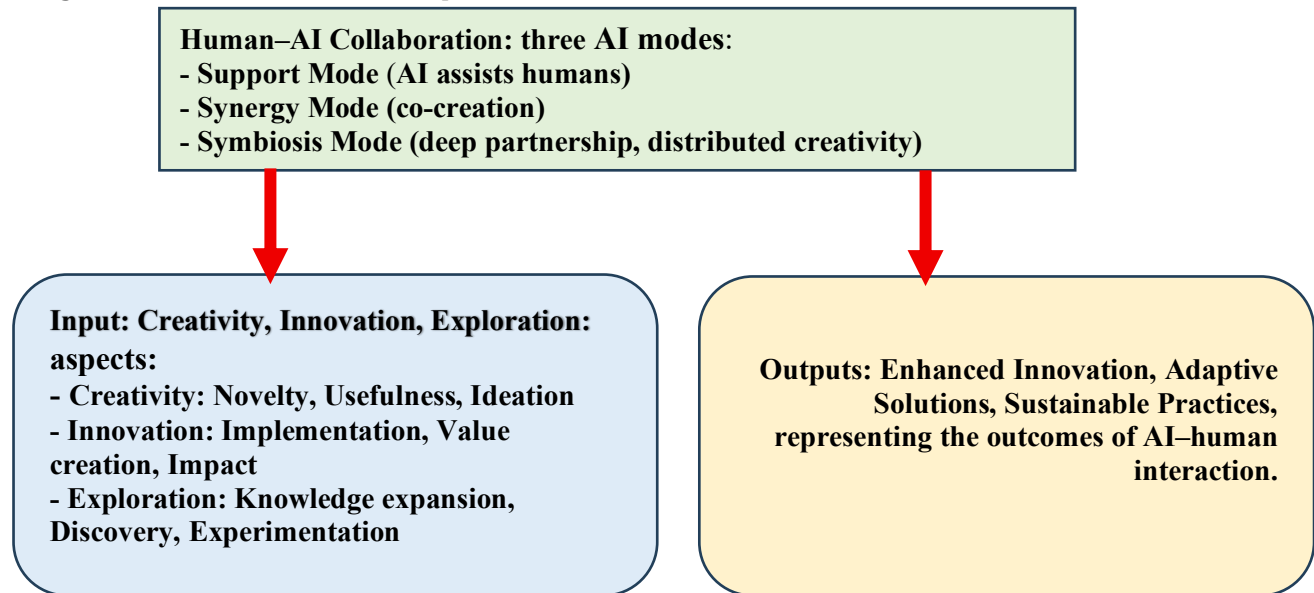 Human–AI Collaboration: three AI modes:
- Support Mode (AI assists humans)
- Synergy Mode (co-creation)
- Symbiosis Mode (deep partnership, distributed creativity)
Input: Creativity, Innovation, Exploration:
aspects:
- Creativity: Novelty, Usefulness, Ideation
- Innovation: Implementation, Value
creation, Impact
- Exploration: Knowledge expansion,
Discovery, Experimentation
Outputs: Enhanced Innovation, Adaptive
Solutions, Sustainable Practices,
representing the outcomes of AI–human
interaction.